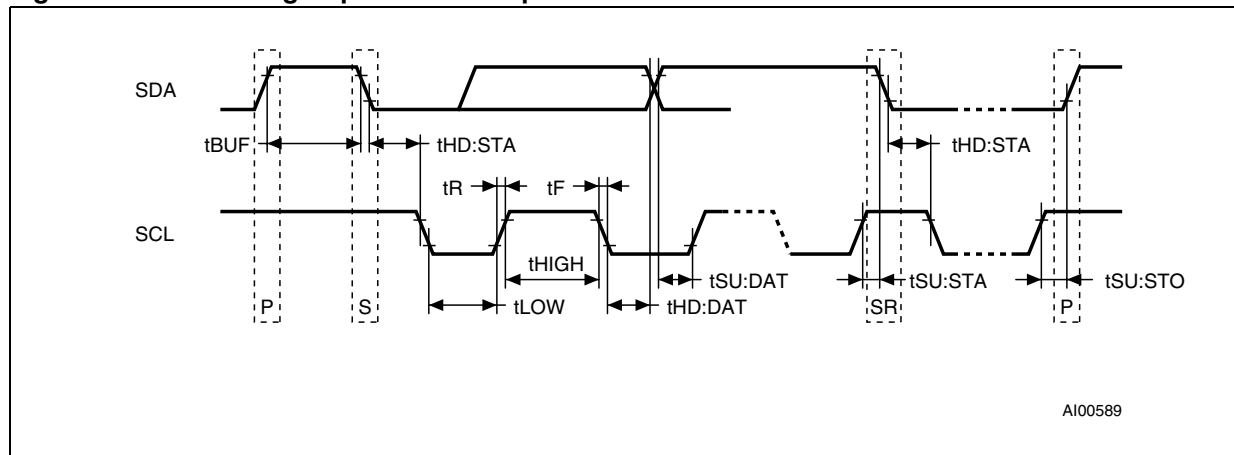 SDA
tBUF
tHD:STA
tHD:STA
tR
tF
SCL
tHIGH
tSU:DAT
tSU:STA
tSU:STO
P
S
tLOW
tHD:DAT
SR
P
AI00589